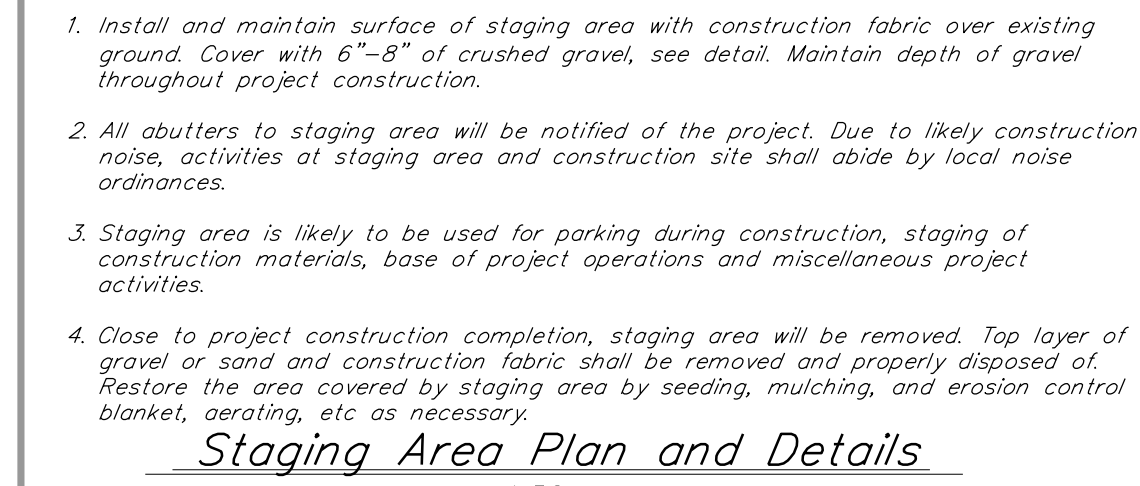 1. Install and maintain surface of staging area with construction fabric over existing
ground. Cover with 6"-8" of crushed gravel, see detail. Maintain depth of gravel
throughout project construction.
2. All abutters to staging area will be notified of the project. Due to likely construction
noise, activities at staging area and construction site shall abide by local noise
ordinances.
3. Staging area is likely to be used for parking during construction, staging of
construction materials, base of project operations and miscellaneous project
activities.
4. Close to project construction completion, staging area will be removed. Top layer of
gravel or sand and construction fabric shall be removed and properly disposed of.
Restore the area covered by staging area by seeding, mulching, and erosion control
blanket, aerating, etc as necessary.
Staging Area Plan and Details